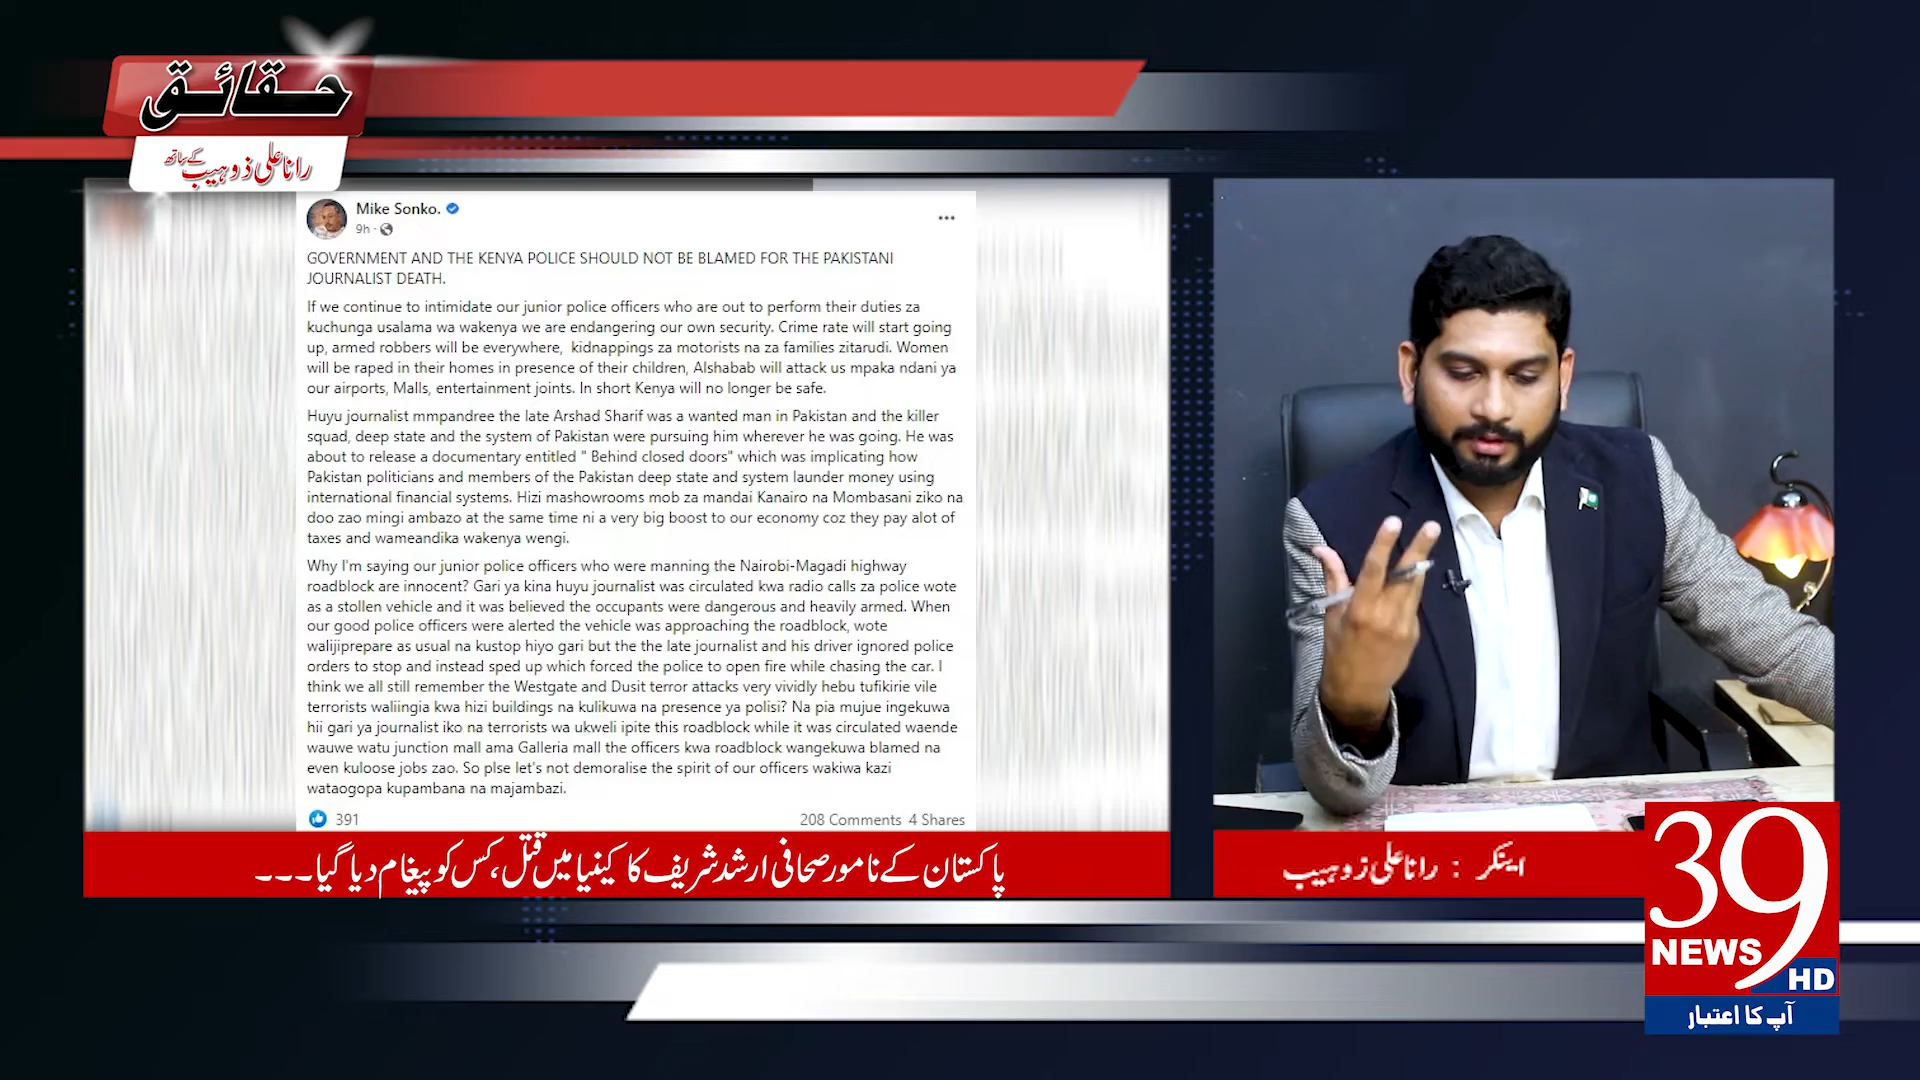 حقائق
رانا علی ذوہیب کے ساتھ
Mike Sonko.
9h ·
GOVERNMENT AND THE KENYA POLICE SHOULD NOT BE BLAMED FOR THE PAKISTANI
JOURNALIST DEATH.
If we continue to intimidate our junior police officers who are out to perform their duties za
kuchunga usalama wa wakenya we are endangering our own security. Crime rate will start going
up, armed robbers will be everywhere,  kidnappings za motorists na za families zitarudi. Women
will be raped in their homes in presence of their children, Alshabab will attack us mpaka ndani ya
our airports, Malls, entertainment joints. In short Kenya will no longer be safe.
Huyu journalist mmpandree the late Arshad Sharif was a wanted man in Pakistan and the killer
squad, deep state and the system of Pakistan were pursuing him wherever he was going. He was
about to release a documentary entitled " Behind closed doors" which was implicating how
Pakistan politicians and members of the Pakistan deep state and system launder money using
international financial systems. Hizi mashowrooms mob za mandai Kanairo na Mombasani ziko na
doo zao mingi ambazo at the same time ni a very big boost to our economy coz they pay alot of
taxes and wameandika wakenya wengi.
Why I'm saying our junior police officers who were manning the Nairobi-Magadi highway
roadblock are innocent? Gari ya kina huyu journalist was circulated kwa radio calls za police wote
as a stollen vehicle and it was believed the occupants were dangerous and heavily armed. When
our good police officers were alerted the vehicle was approaching the roadblock, wote
walijiprepare as usual na kustop hiyo gari but the the late journalist and his driver ignored police
orders to stop and instead sped up which forced the police to open fire while chasing the car. I
think we all still remember the Westgate and Dusit terror attacks very vividly hebu tufikirie vile
terrorists waliingia kwa hizi buildings na kulikuwa na presence ya polisi? Na pia mujue ingekuwa
hii gari ya journalist iko na terrorists wa ukweli ipite this roadblock while it was circulated waende
wauwe watu junction mall ama Galleria mall the officers kwa roadblock wangekuwa blamed na
even kuloose jobs zao. So plse let's not demoralise the spirit of our officers wakiwa kazi
wataogopa kupambana na majambazi.
391
208 Comments 4 Shares
پاکستان کے نامور صحافی ارشد شریف کا کینیا میں قتل، کس کو پیغام دیا گیا۔۔۔
اینکر : رانا علی زوہیب
39
NEWS
HD
آپ کا اعتبار